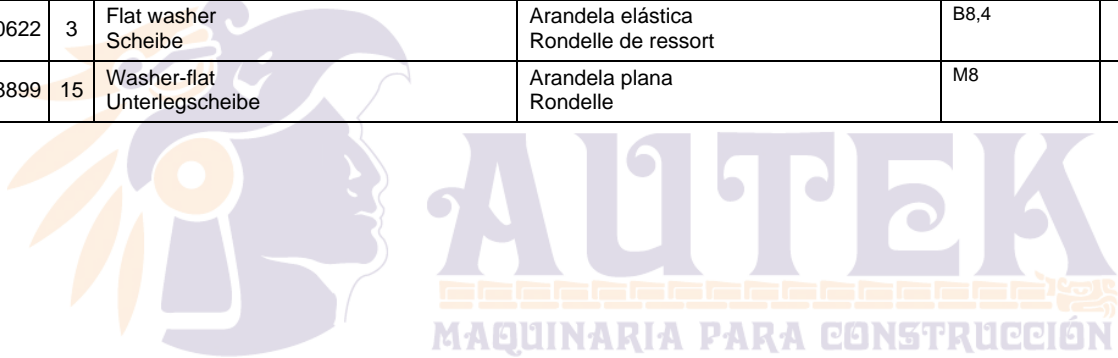 0622 3 Flat washer Arandela elástica B8,4
Scheibe Rondelle de ressort
3899 15 Washer-flat Arandela plana M8
Unterlegscheibe Rondelle
AUTEK
MAQUINARIA PARA CONSTRUCCIÓN